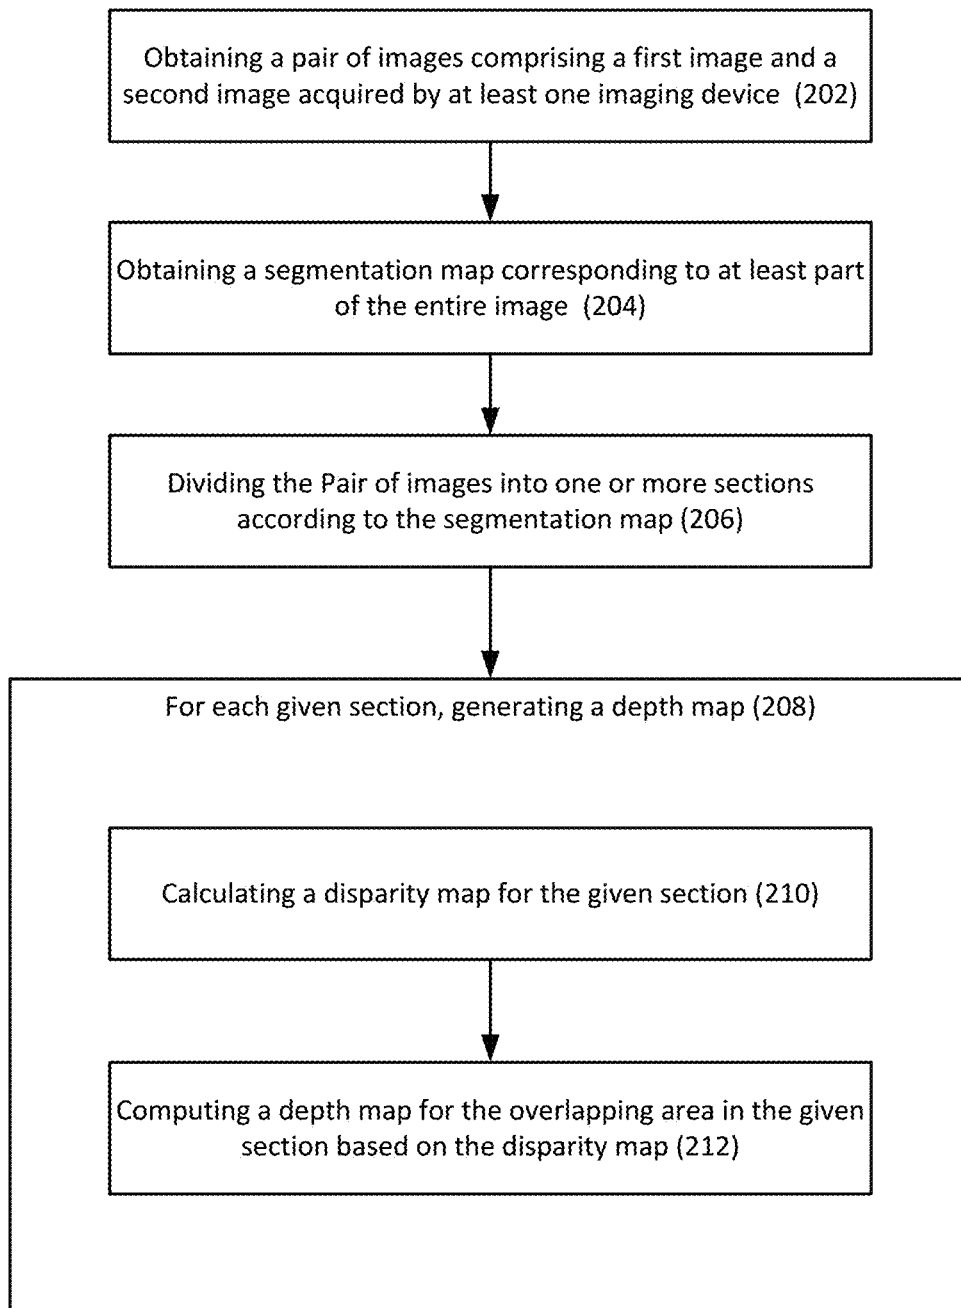 Obtaining a pair of images comprising a first image and a
second image acquired by at least one imaging device (202)
Obtaining a segmentation map corresponding to at least part
of the entire image (204)
Dividing the Pair of images into one or more sections
according to the segmentation map (206)
For each given section, generating a depth map (208)
Calculating a disparity map for the given section (210)
Computing a depth map for the overlapping area in the given
section based on the disparity map (212)